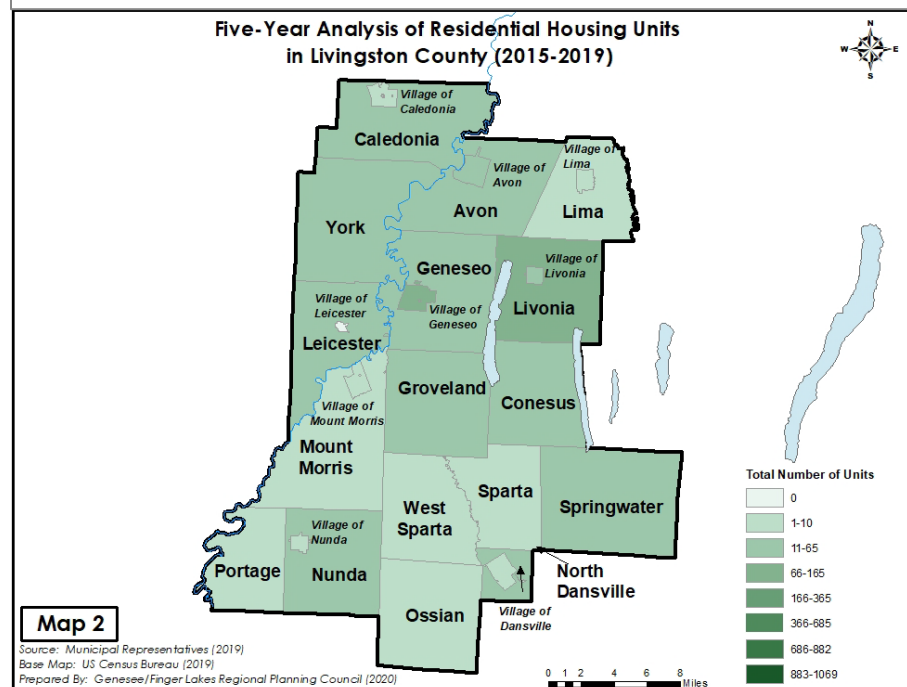 Five-Year Analysis of Residential Housing Units
in Livingston County (2015-2019)
N
W
E
S
Village of
Caledonia
Caledonia
Village of
Lima
Village of
Avon
Avon
Lima
York
Geneseo
Village of
Livonia
Village of
Leicester
Village of
Geneseo
Livonia
Leicester
Groveland
Conesus
Village of
Mount Morris
Mount
Morris
Sparta
Springwater
West
Sparta
Village of
Nunda
Portage
Nunda
North
Dansville
Ossian
Village of
Dansville
Total Number of Units
0
1-10
11-65
66-165
166-365
366-685
686-882
883-1069
Map 2
Source: Municipal Representatives (2019)
Base Map: US Census Bureau (2019)
Prepared By: Genesee/Finger Lakes Regional Planning Council (2020)
0 1 2 4 6 8
Miles